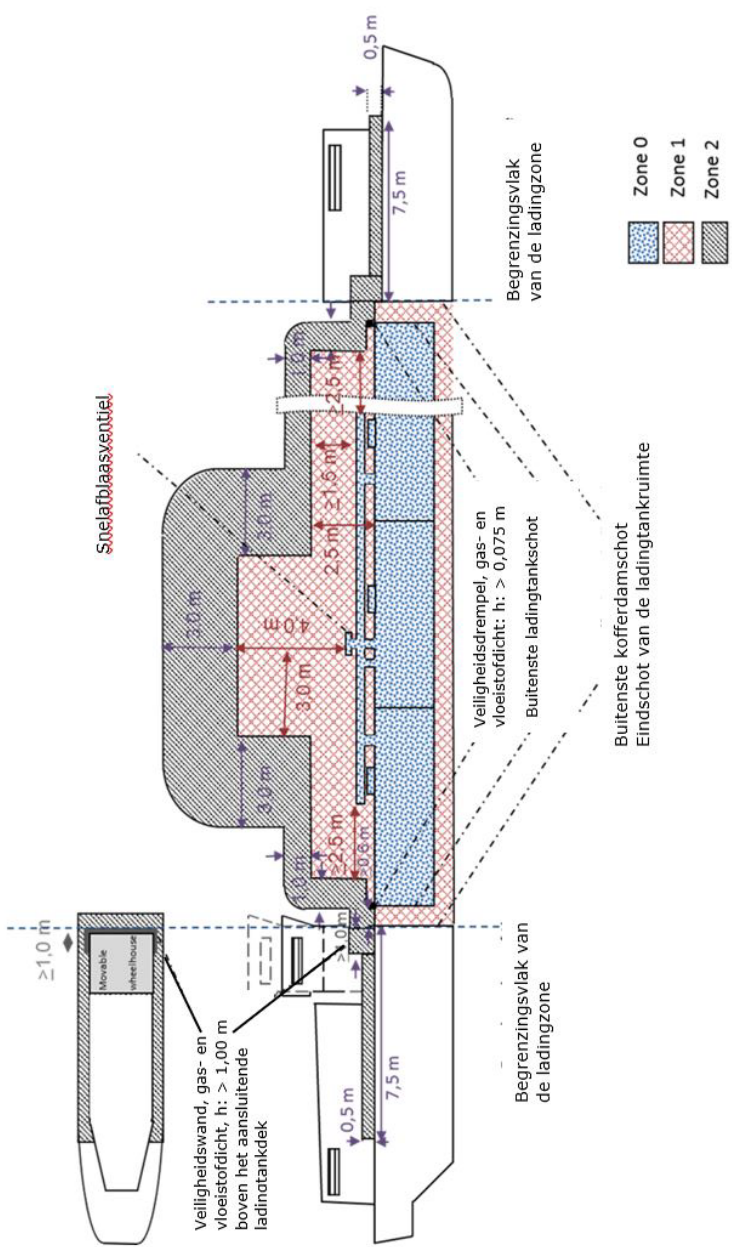 ≥1,0 m
Movable
wheelhouse
Snelafblaasventiel
Veiligheidswand, gas- en
vloeistofdicht, h: > 1,00 m
boven het aansluitende
ladingtankdek
3.0 m
3.0 m
3.0 m
4.0 m
3.0 m
1.0 m
1.0 m
≥2.5 m
≥0.5 m
2.5 m
≥1.5 m
≥2.5 m
>1.0 m
0,5 m
7,5 m
0,5 m
7,5 m
Begrenzingsvlak van
de ladingzone
Veiligheidsdrempel, gas- en
vloeistofdicht: h: > 0,075 m
Buitenste ladingtankschot
Buitenste kofferdamschot
Eindschot van de ladingtankruimte
Begrenzingsvlak
van de ladingzone
Zone 0
Zone 1
Zone 2